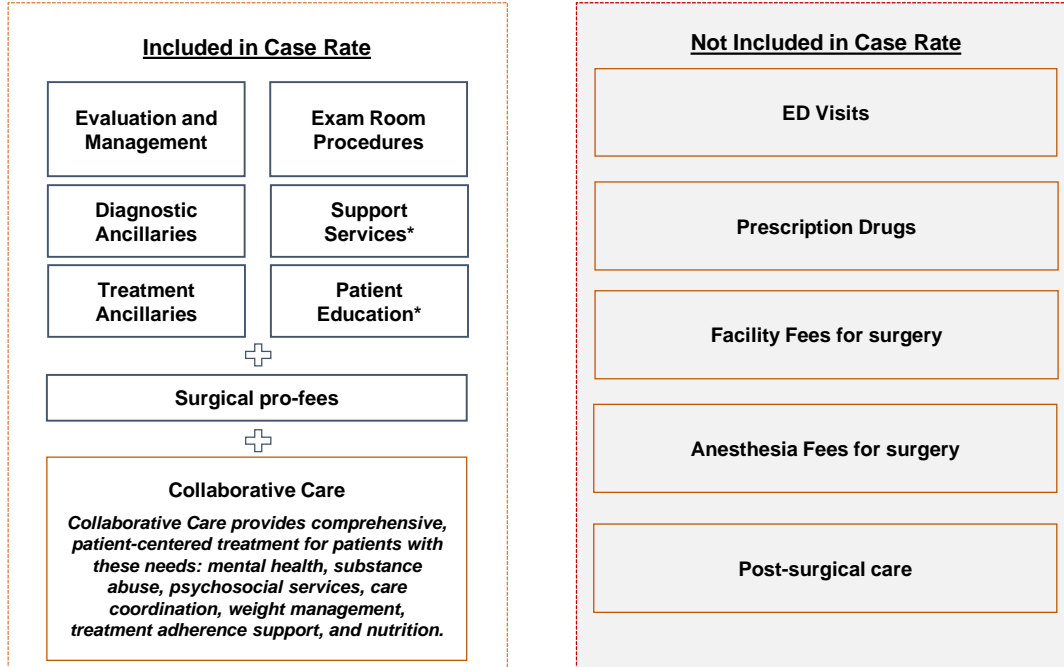 Included in Case Rate
Evaluation and
Management
Exam Room
Procedures
Diagnostic
Ancillaries
Support
Services*
Treatment
Ancillaries
Patient
Education*
Surgical pro-fees
Collaborative Care
Collaborative Care provides comprehensive,
patient-centered treatment for patients with
these needs: mental health, substance
abuse, psychosocial services, care
coordination, weight management,
treatment adherence support, and nutrition.
Not Included in Case Rate
ED Visits
Prescription Drugs
Facility Fees for surgery
Anesthesia Fees for surgery
Post-surgical care